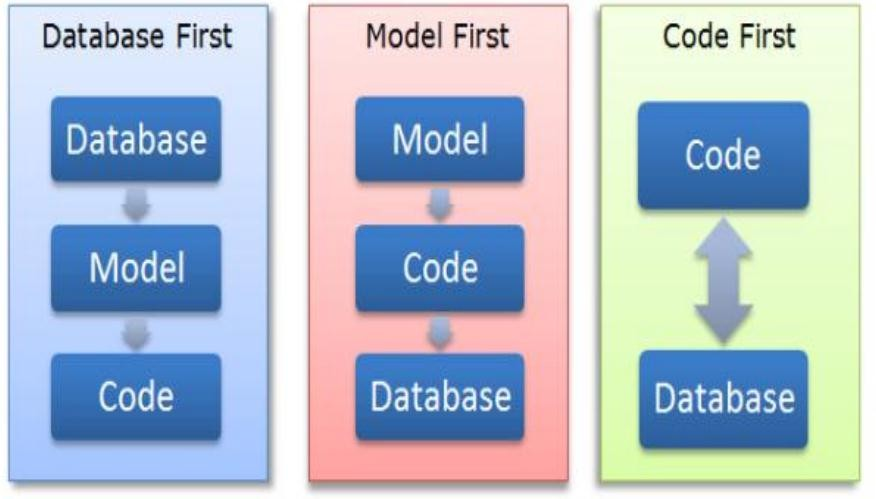 Database First
Database
Model
Code
Model First
Model
Code
Database
Code First
Code
Database